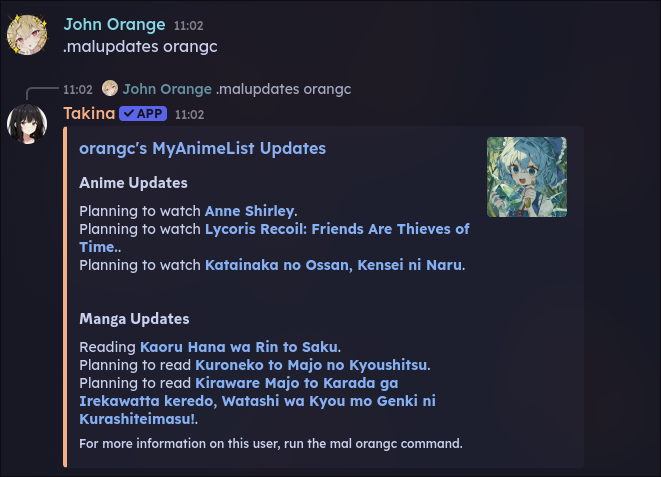 John Orange 11:02
.malupdates orangc
11:02 John Orange .malupdates orangc
Takina APP 11:02
orangc's MyAnimeList Updates
Anime Updates
Planning to watch Anne Shirley.
Planning to watch Lycoris Recoil: Friends Are Thieves of
Time..
Planning to watch Katainaka no Ossan, Kensei ni Naru.
Manga Updates
Reading Kaoru Hana wa Rin to Saku.
Planning to read Kuroneko to Majo no Kyoushitsu.
Planning to read Kiraware Majo to Karada ga
Irekawatta keredo, Watashi wa Kyou mo Genki ni
Kurashiteimasu!.
For more information on this user, run the mal orangc command.